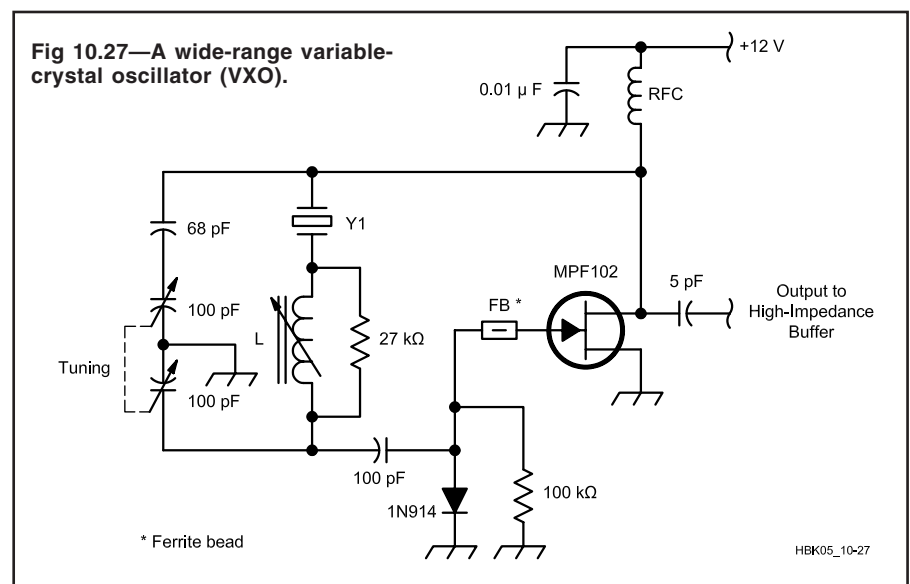 Fig 10.27—A wide-range variable-
crystal oscillator (VXO).
+12 V
0.01 µ F
RFC
68 pF
Y1
MPF102
5 pF
100 pF
FB *
Output to
High-Impedance
Buffer
L
27 kΩ
Tuning
100 pF
100 pF
1N914
100 kΩ
* Ferrite bead
HBK05_10-27